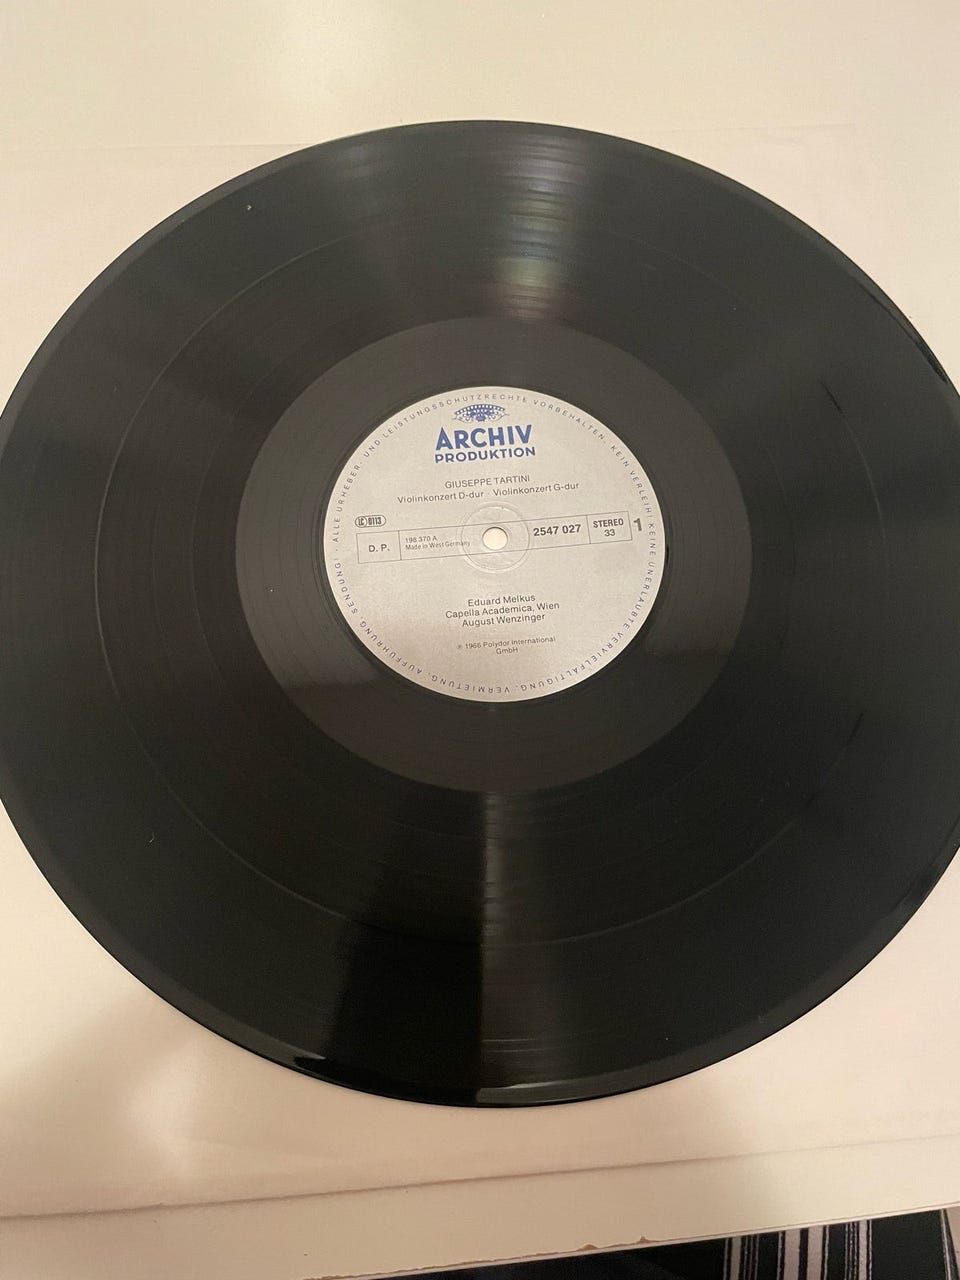 ALLE URHEBER- UND LEISTUNGSSCHUTZRECHTE VORBEHALTEN. KEIN VERLEIH! KEINE UNERLAUBTE VERVIELFÄLTIGUNG, VERMIETUNG, AUFFÜHRUNG, SENDUNG!
ARCHIV
PRODUKTION
GIUSEPPE TARTINI
Violinkonzert D-dur · Violinkonzert G-dur
LC 0113
D. P.
198 370 A
Made in West Germany
2547 027
STEREO
33
1
Eduard Melkus
Capella Academica, Wien
August Wenzinger
℗ 1966 Polydor International
GmbH